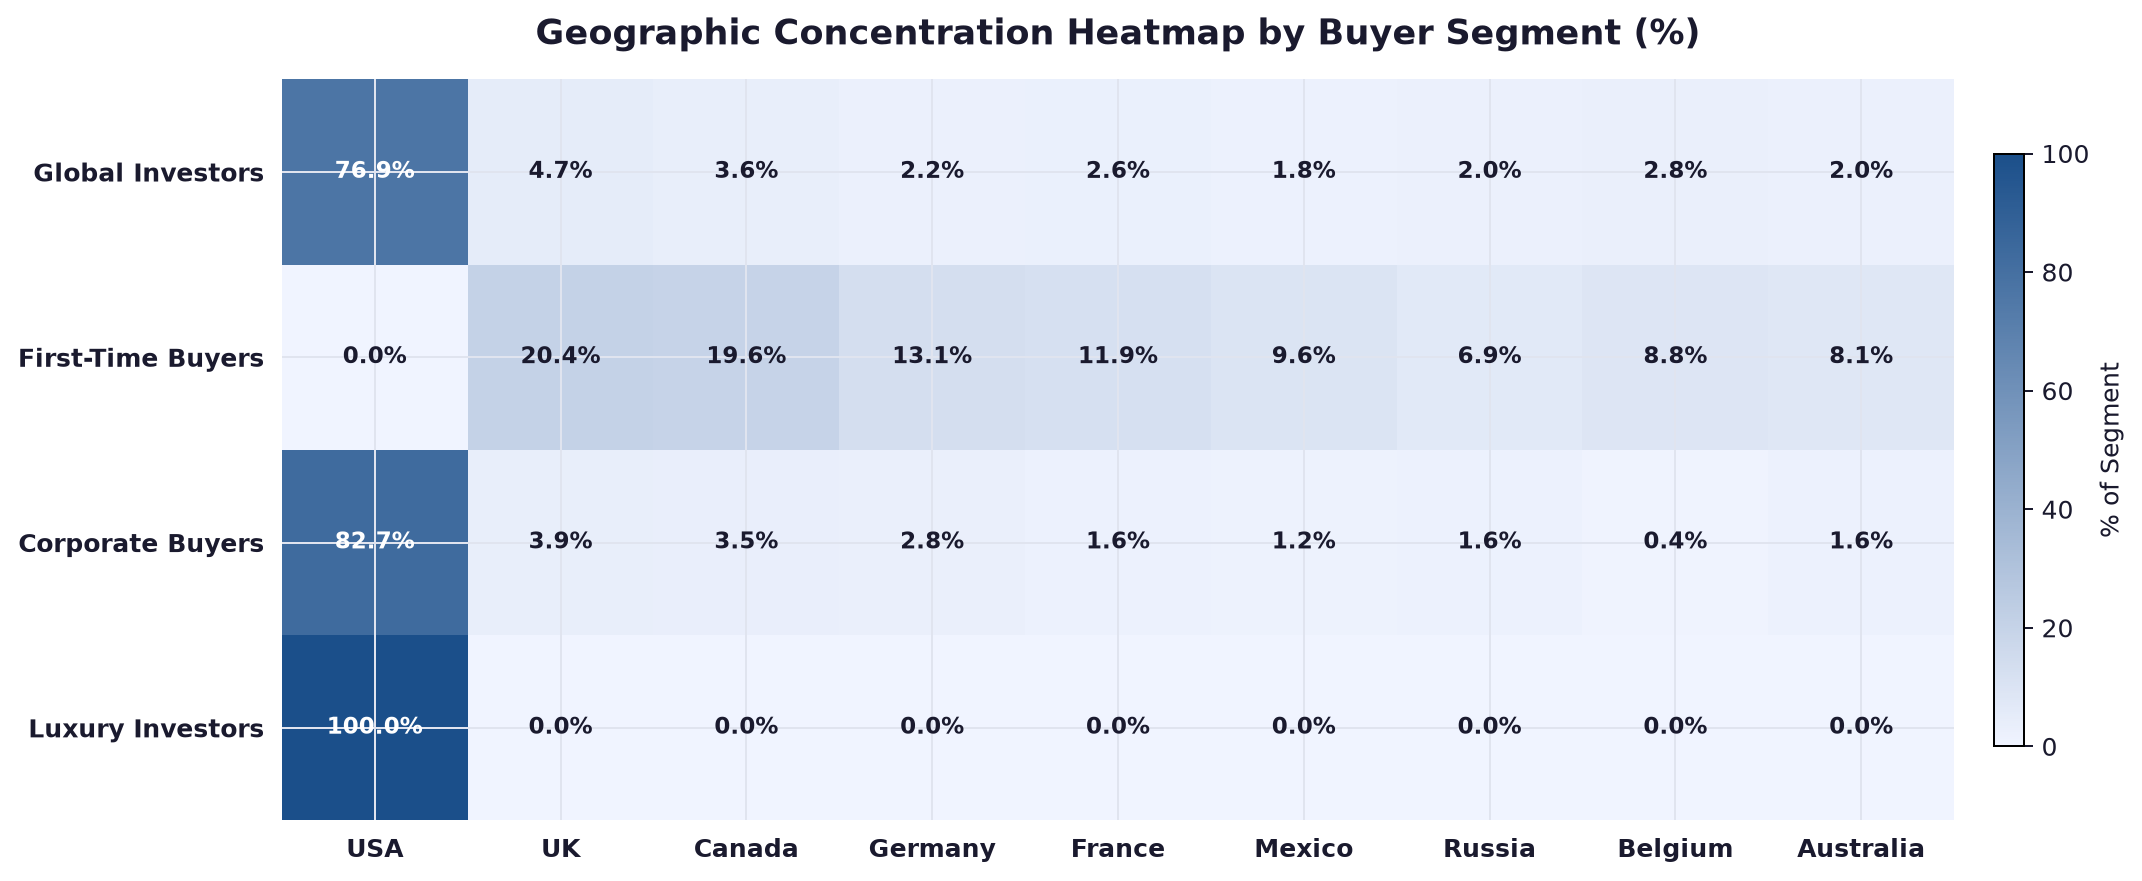 Geographic Concentration Heatmap by Buyer Segment (%)
Global Investors 76.9% 4.7% 3.6% 2.2% 2.6% 1.8% 2.0% 2.8% 2.0%
First-Time Buyers 0.0% 20.4% 19.6% 13.1% 11.9% 9.6% 6.9% 8.8% 8.1%
Corporate Buyers 82.7% 3.9% 3.5% 2.8% 1.6% 1.2% 1.6% 0.4% 1.6%
Luxury Investors 100.0% 0.0% 0.0% 0.0% 0.0% 0.0% 0.0% 0.0% 0.0%
USA UK Canada Germany France Mexico Russia Belgium Australia
100
80
60
40
20
0
% of Segment